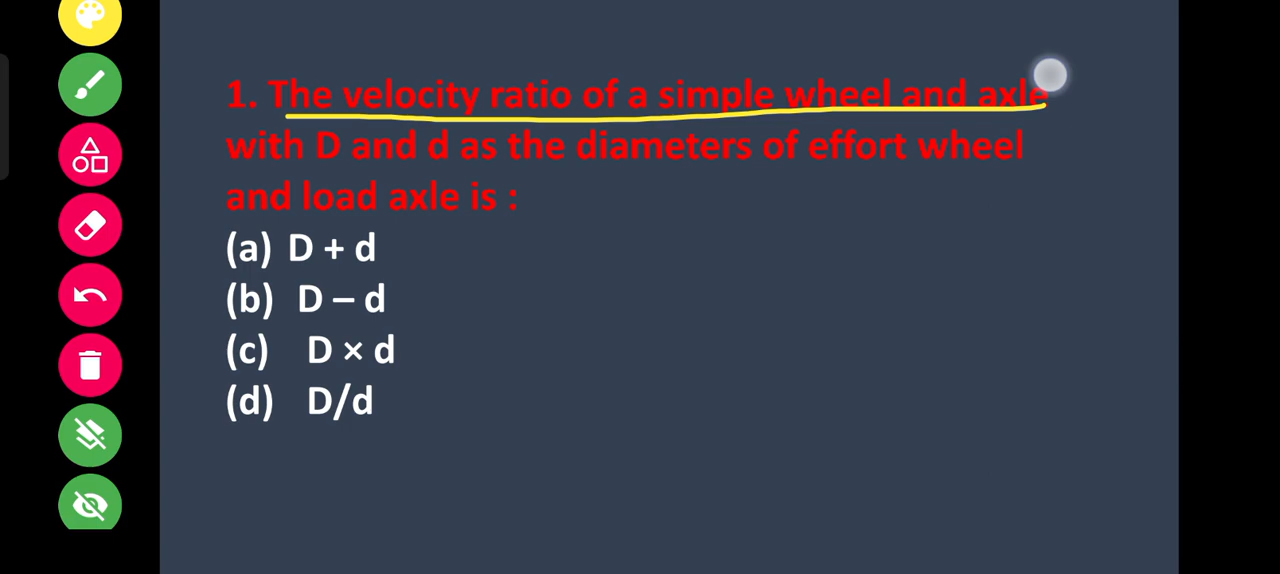 1. The velocity ratio of a simple wheel and axle
with D and d as the diameters of effort wheel
and load axle is :
(a) D + d
(b) D – d
(c) D × d
(d) D/d